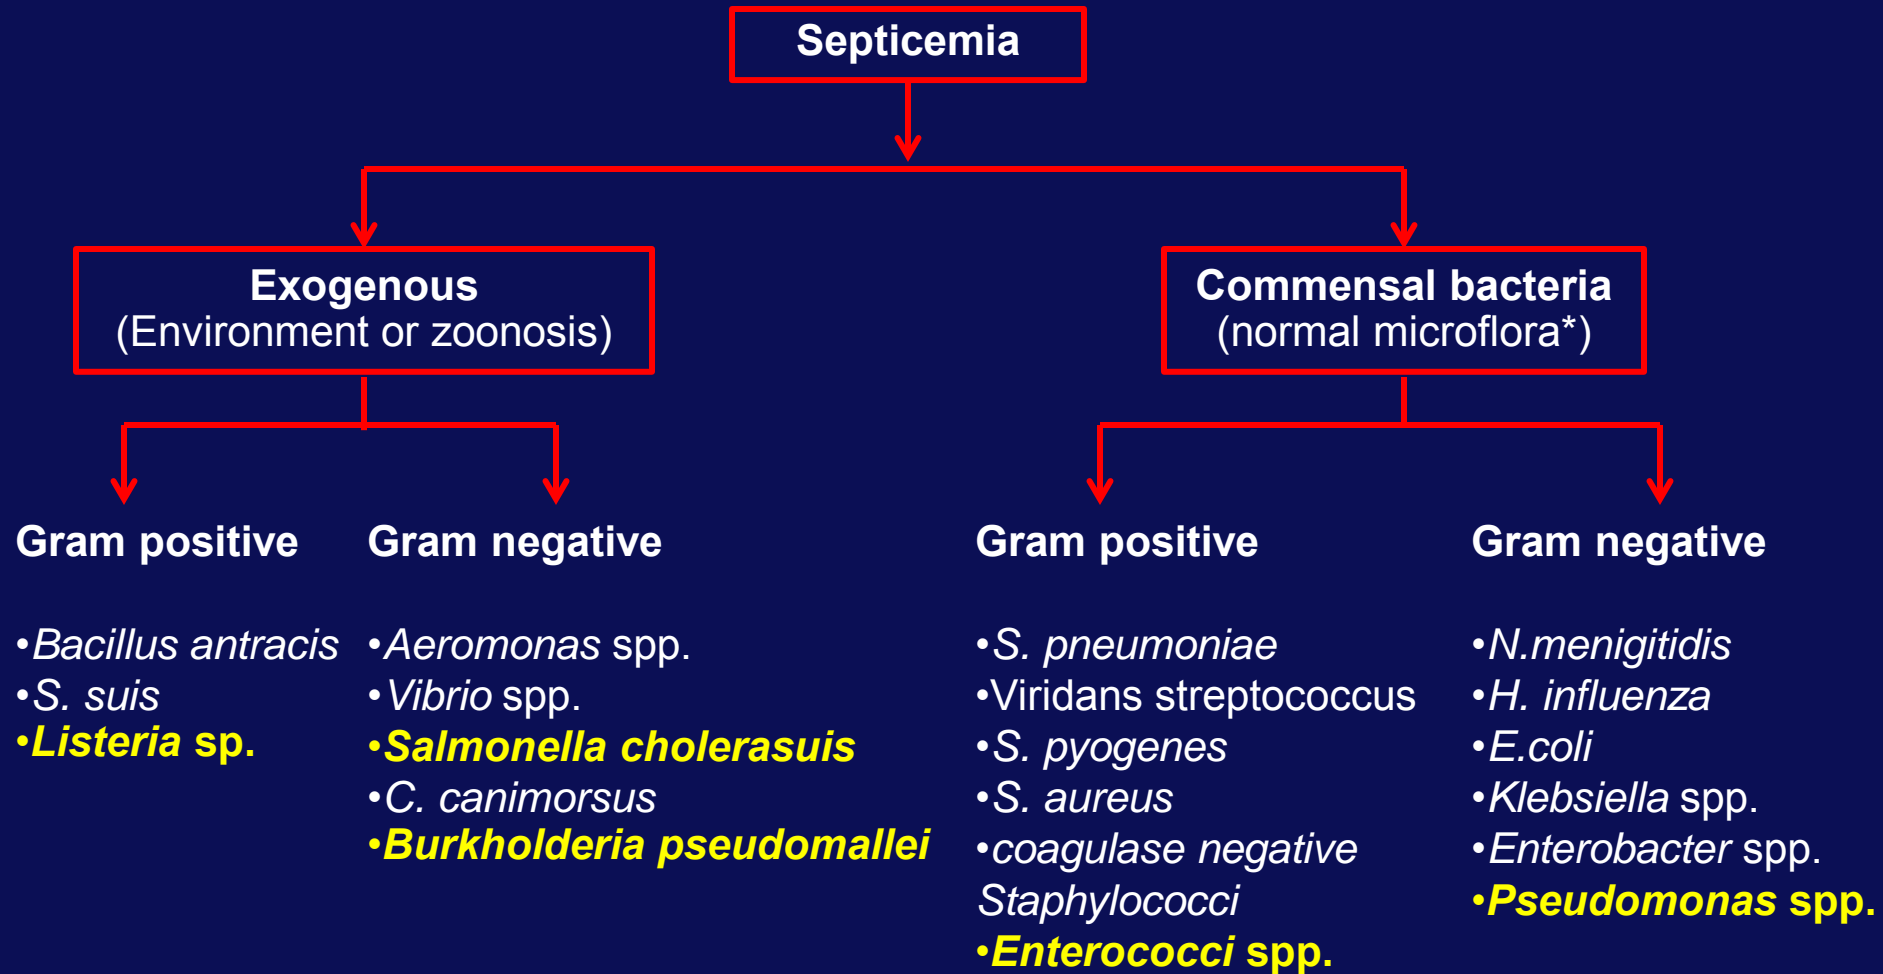 Septicemia
Exogenous
(Environment or zoonosis)
Commensal bacteria
(normal microflora*)
Gram positive
•Bacillus antracis
•S. suis
•Listeria sp.
Gram negative
•Aeromonas spp.
•Vibrio spp.
•Salmonella cholerasuis
•C. canimorsus
•Burkholderia pseudomallei
Gram positive
•S. pneumoniae
•Viridans streptococcus
•S. pyogenes
•S. aureus
•coagulase negative
Staphylococci
•Enterococci spp.
Gram negative
•N.menigitidis
•H. influenza
•E.coli
•Klebsiella spp.
•Enterobacter spp.
•Pseudomonas spp.